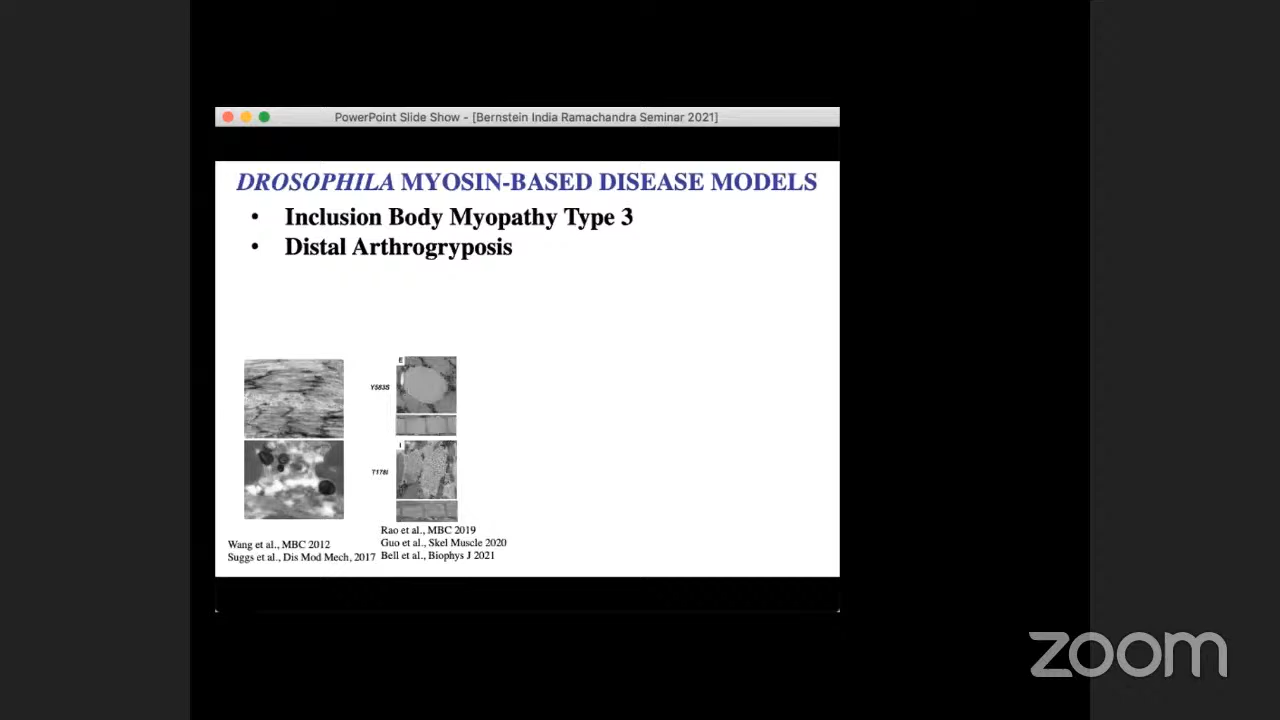 PowerPoint Slide Show - [Bernstein India Ramachandra Seminar 2021]
DROSOPHILA MYOSIN-BASED DISEASE MODELS
• Inclusion Body Myopathy Type 3
• Distal Arthrogryposis
E
Y583S
I
T178I
Wang et al., MBC 2012
Suggs et al., Dis Mod Mech, 2017
Rao et al., MBC 2019
Guo et al., Skel Muscle 2020
Bell et al., Biophys J 2021
zoom